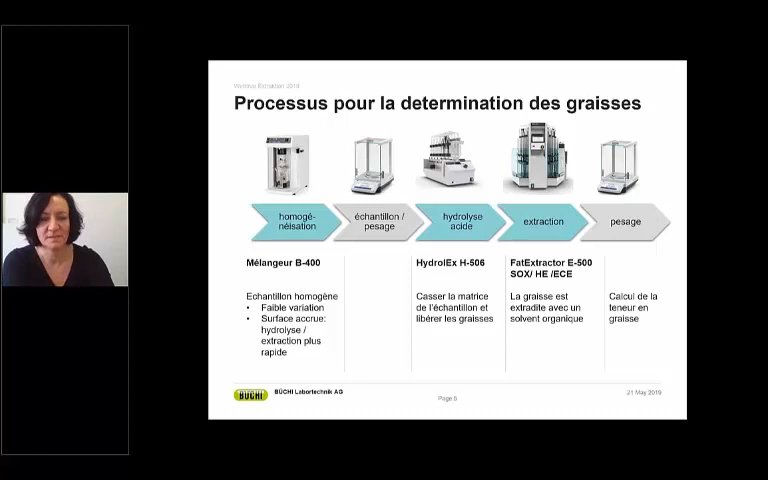 Webinar Extraktion 2019
Processus pour la determination des graisses
homogé-
néisation
échantillon /
pesage
hydrolyse
acide
extraction
pesage
Mélangeur B-400
Echantillon homogène
• Faible variation
• Surface accrue:
hydrolyse /
extraction plus
rapide
HydrolEx H-506
Casser la matrice
de l'échantillon et
libérer les graisses
FatExtractor E-500
SOX/ HE /ECE
La graisse est
extradite avec un
solvent organique
Calcul de la
teneur en
graisse
BUCHI
BÜCHI Labortechnik AG
Page 5
21 May 2019